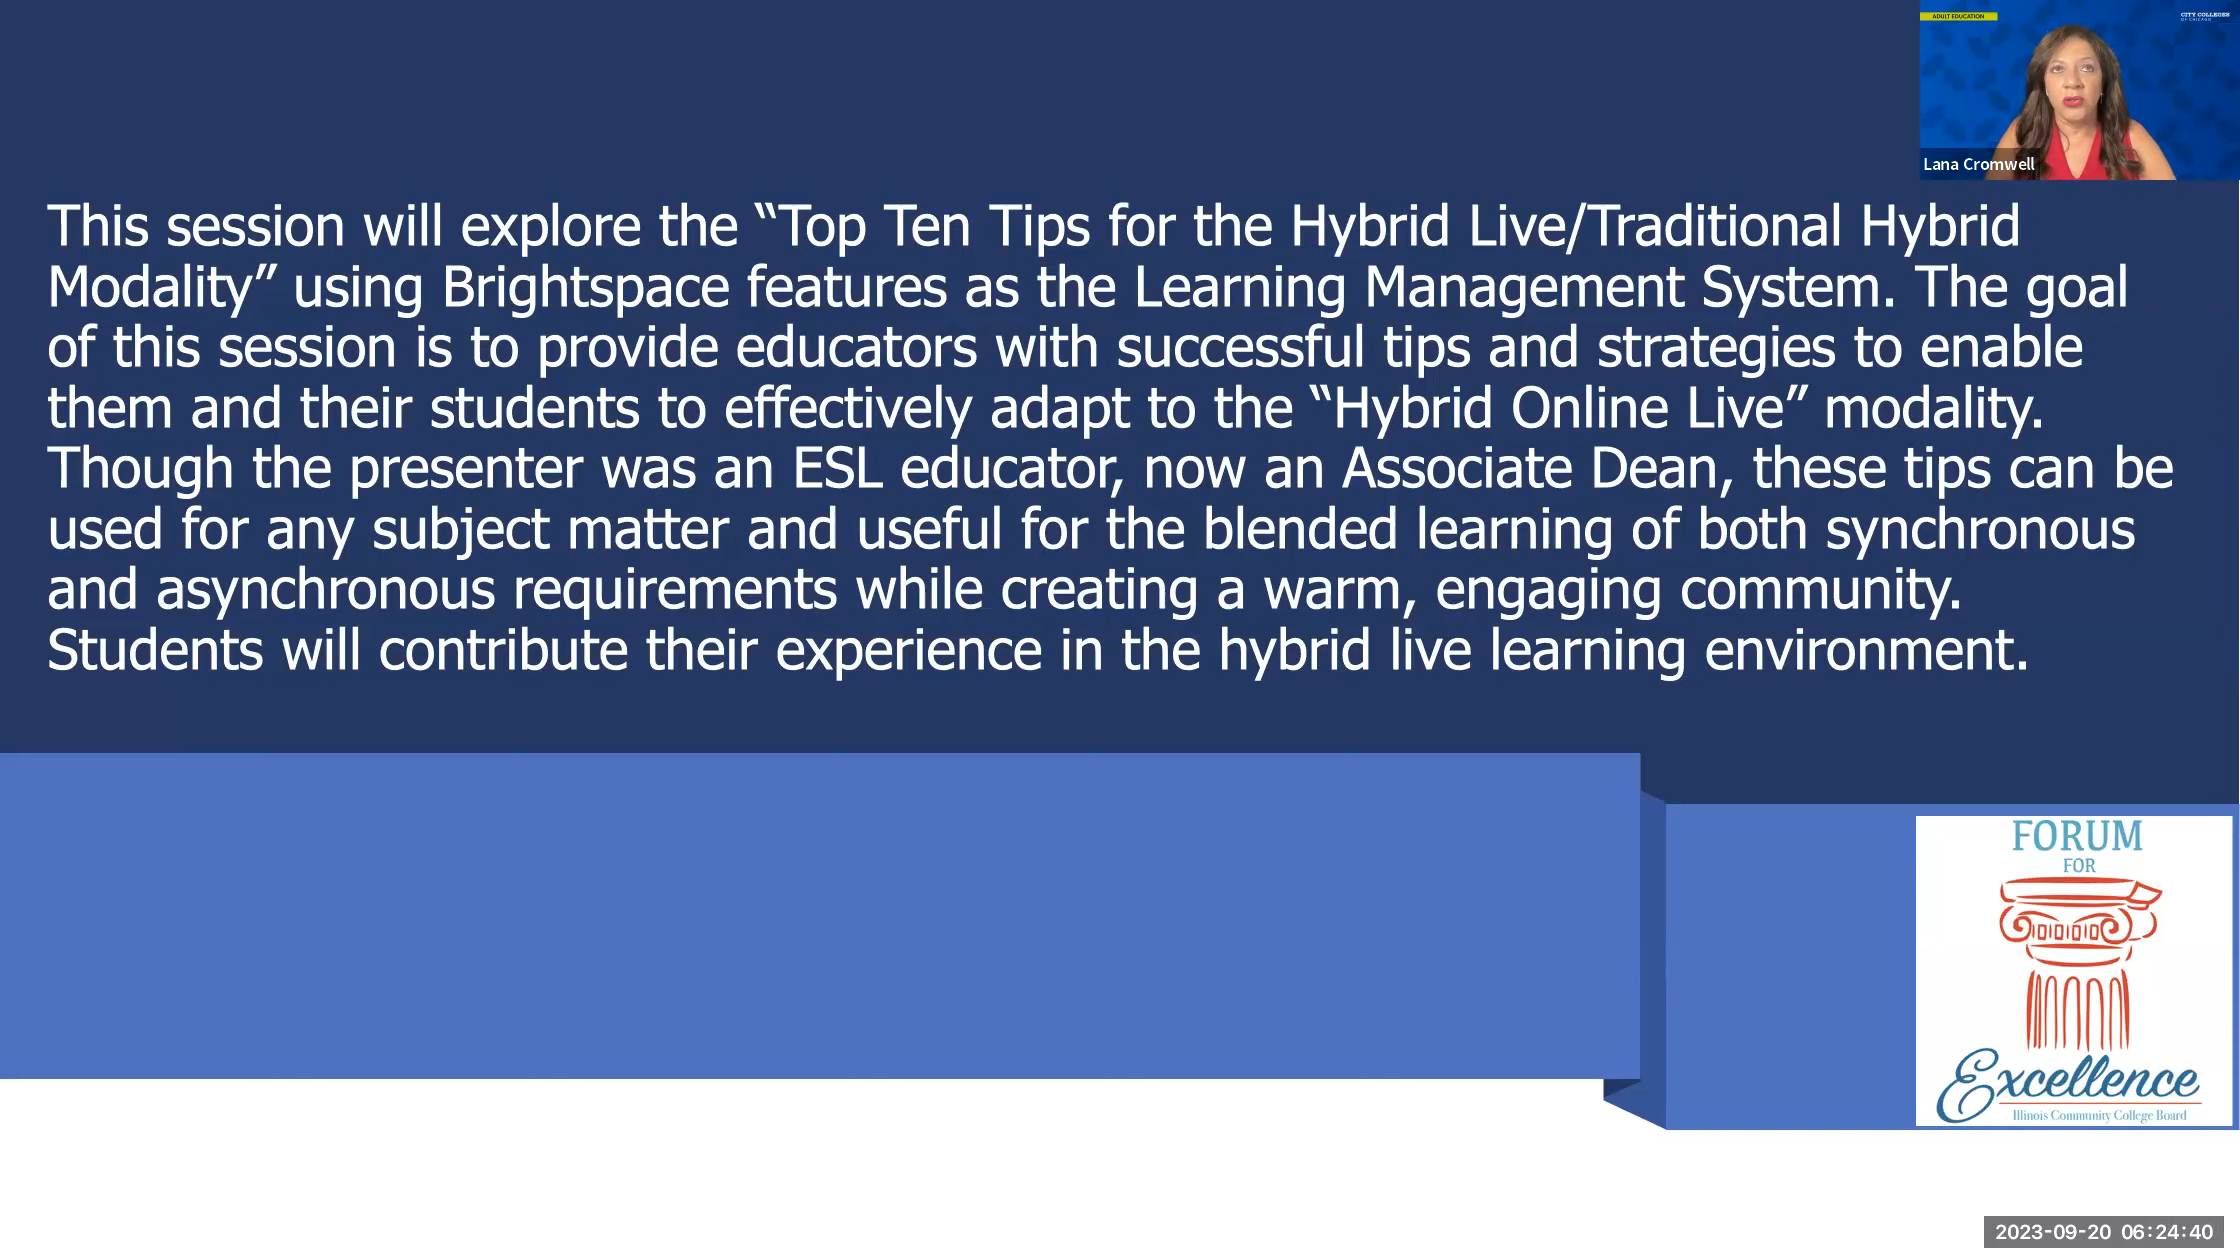 ADULT EDUCATION
CITY COLLEGES
OF CHICAGO
Lana Cromwell
This session will explore the “Top Ten Tips for the Hybrid Live/Traditional Hybrid
Modality” using Brightspace features as the Learning Management System. The goal
of this session is to provide educators with successful tips and strategies to enable
them and their students to effectively adapt to the “Hybrid Online Live” modality.
Though the presenter was an ESL educator, now an Associate Dean, these tips can be
used for any subject matter and useful for the blended learning of both synchronous
and asynchronous requirements while creating a warm, engaging community.
Students will contribute their experience in the hybrid live learning environment.
FORUM
FOR
Excellence
Illinois Community College Board
2023-09-20 06:24:40